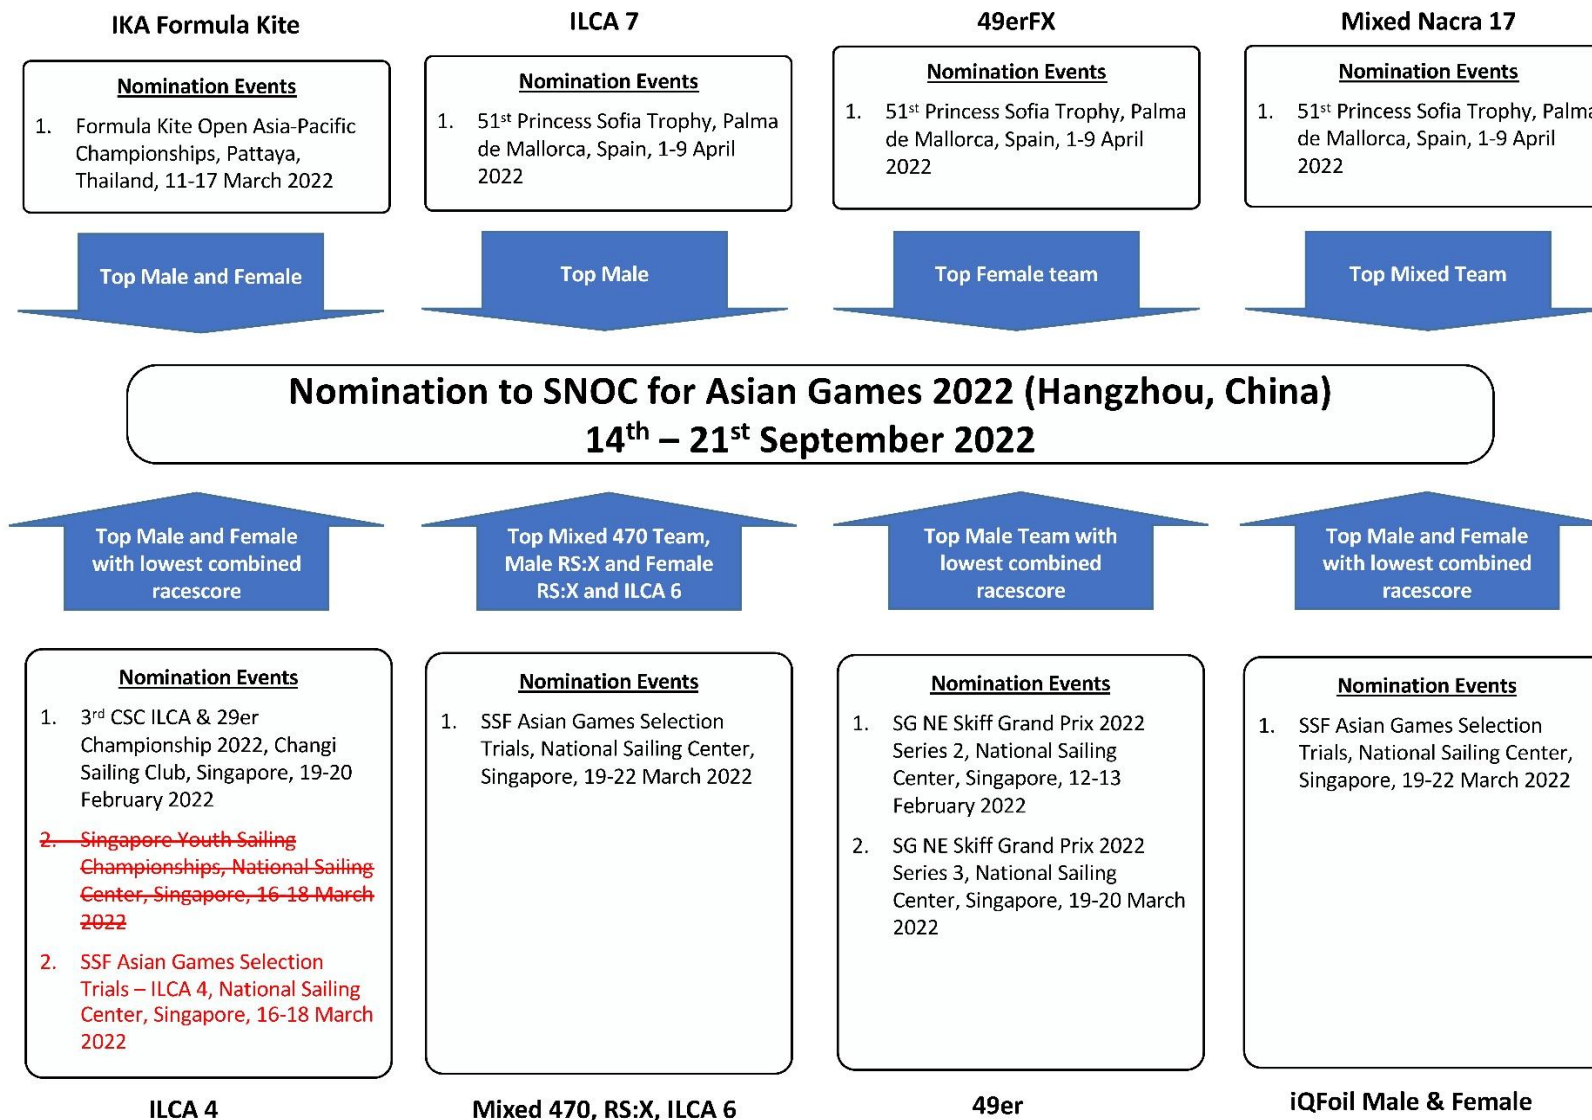 IKA Formula Kite
Nomination Events
1. Formula Kite Open Asia-Pacific
Championships, Pattaya,
Thailand, 11-17 March 2022
Top Male and Female
ILCA 7
Nomination Events
1. 51st Princess Sofia Trophy, Palma
de Mallorca, Spain, 1-9 April
2022
Top Male
49erFX
Nomination Events
1. 51st Princess Sofia Trophy, Palma
de Mallorca, Spain, 1-9 April
2022
Top Female team
Mixed Nacra 17
Nomination Events
1. 51st Princess Sofia Trophy, Palma
de Mallorca, Spain, 1-9 April
2022
Top Mixed Team
Nomination to SNOC for Asian Games 2022 (Hangzhou, China)
14th – 21st September 2022
Top Male and Female
with lowest combined
racescore
Nomination Events
1. 3rd CSC ILCA & 29er
Championship 2022, Changi
Sailing Club, Singapore, 19-20
February 2022
2. Singapore Youth Sailing
Championships, National Sailing
Center, Singapore, 16-18 March
2022
2. SSF Asian Games Selection
Trials – ILCA 4, National Sailing
Center, Singapore, 16-18 March
2022
ILCA 4
Top Mixed 470 Team,
Male RS:X and Female
RS:X and ILCA 6
Nomination Events
1. SSF Asian Games Selection
Trials, National Sailing Center,
Singapore, 19-22 March 2022
Mixed 470, RS:X, ILCA 6
Top Male Team with
lowest combined
racescore
Nomination Events
1. SG NE Skiff Grand Prix 2022
Series 2, National Sailing
Center, Singapore, 12-13
February 2022
2. SG NE Skiff Grand Prix 2022
Series 3, National Sailing
Center, Singapore, 19-20 March
2022
49er
Top Male and Female
with lowest combined
racescore
Nomination Events
1. SSF Asian Games Selection
Trials, National Sailing Center,
Singapore, 19-22 March 2022
iQFoil Male & Female